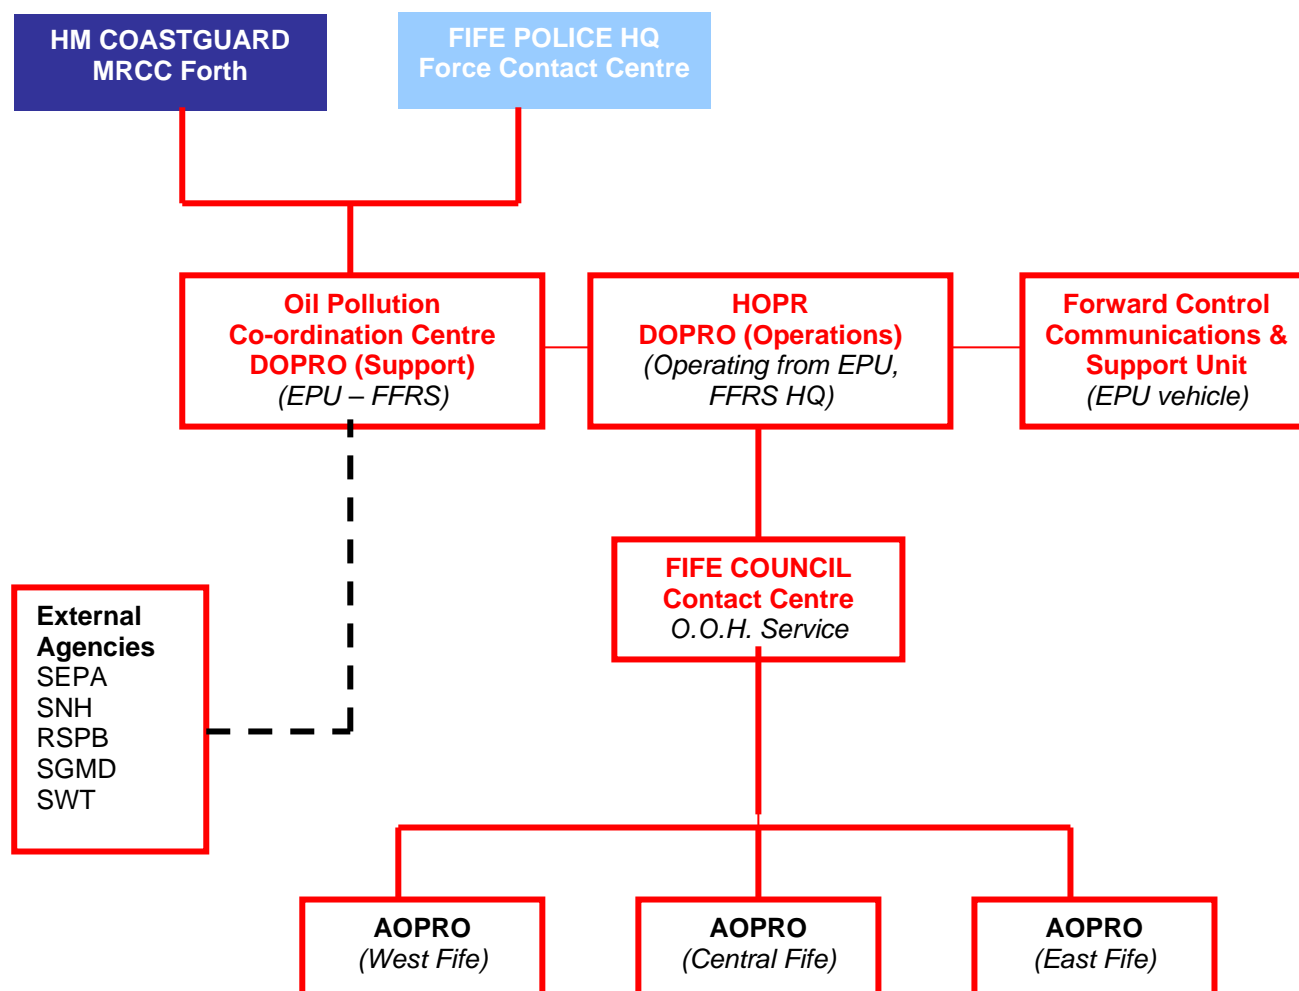 HM COASTGUARD
MRCC Forth
FIFE POLICE HQ
Force Contact Centre
Oil Pollution
Co-ordination Centre
DOPRO (Support)
(EPU – FFRS)
HOPR
DOPRO (Operations)
(Operating from EPU,
FFRS HQ)
Forward Control
Communications &
Support Unit
(EPU vehicle)
FIFE COUNCIL
Contact Centre
O.O.H. Service
External
Agencies
SEPA
SNH
RSPB
SGMD
SWT
AOPRO
(West Fife)
AOPRO
(Central Fife)
AOPRO
(East Fife)